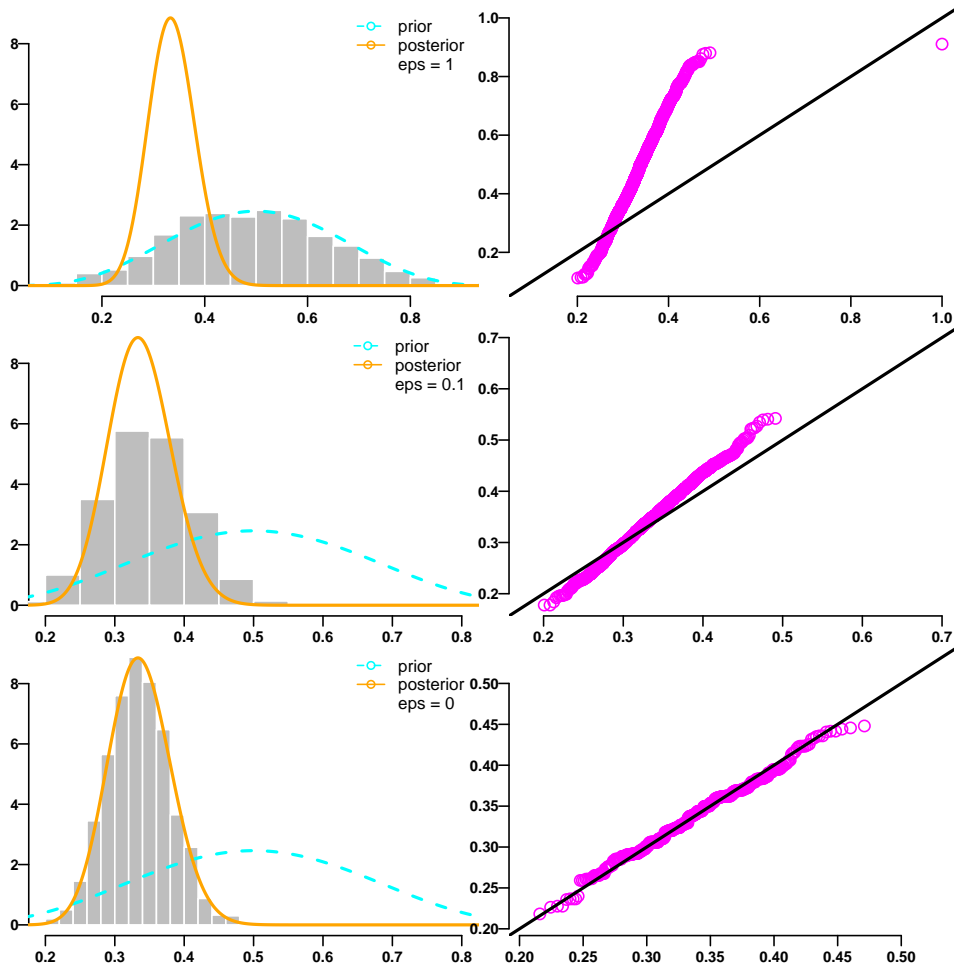 8
6
4
2
0
0.2 0.4 0.6 0.8
prior
posterior
eps = 1
1.0
0.8
0.6
0.4
0.2
0.2 0.4 0.6 0.8 1.0
8
6
4
2
0
0.2 0.3 0.4 0.5 0.6 0.7 0.8
prior
posterior
eps = 0.1
0.7
0.6
0.5
0.4
0.3
0.2
0.2 0.3 0.4 0.5 0.6 0.7
8
6
4
2
0
0.2 0.3 0.4 0.5 0.6 0.7 0.8
prior
posterior
eps = 0
0.50
0.45
0.40
0.35
0.30
0.25
0.20
0.20 0.25 0.30 0.35 0.40 0.45 0.50